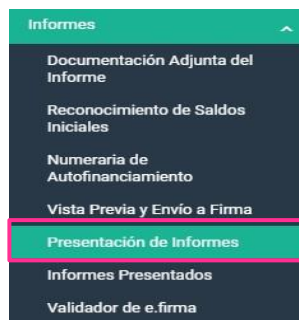 Informes
Documentación Adjunta del
Informe
Reconocimiento de Saldos
Iniciales
Numeraria de
Autofinanciamiento
Vista Previa y Envío a Firma
Presentación de Informes
Informes Presentados
Validador de e.firma